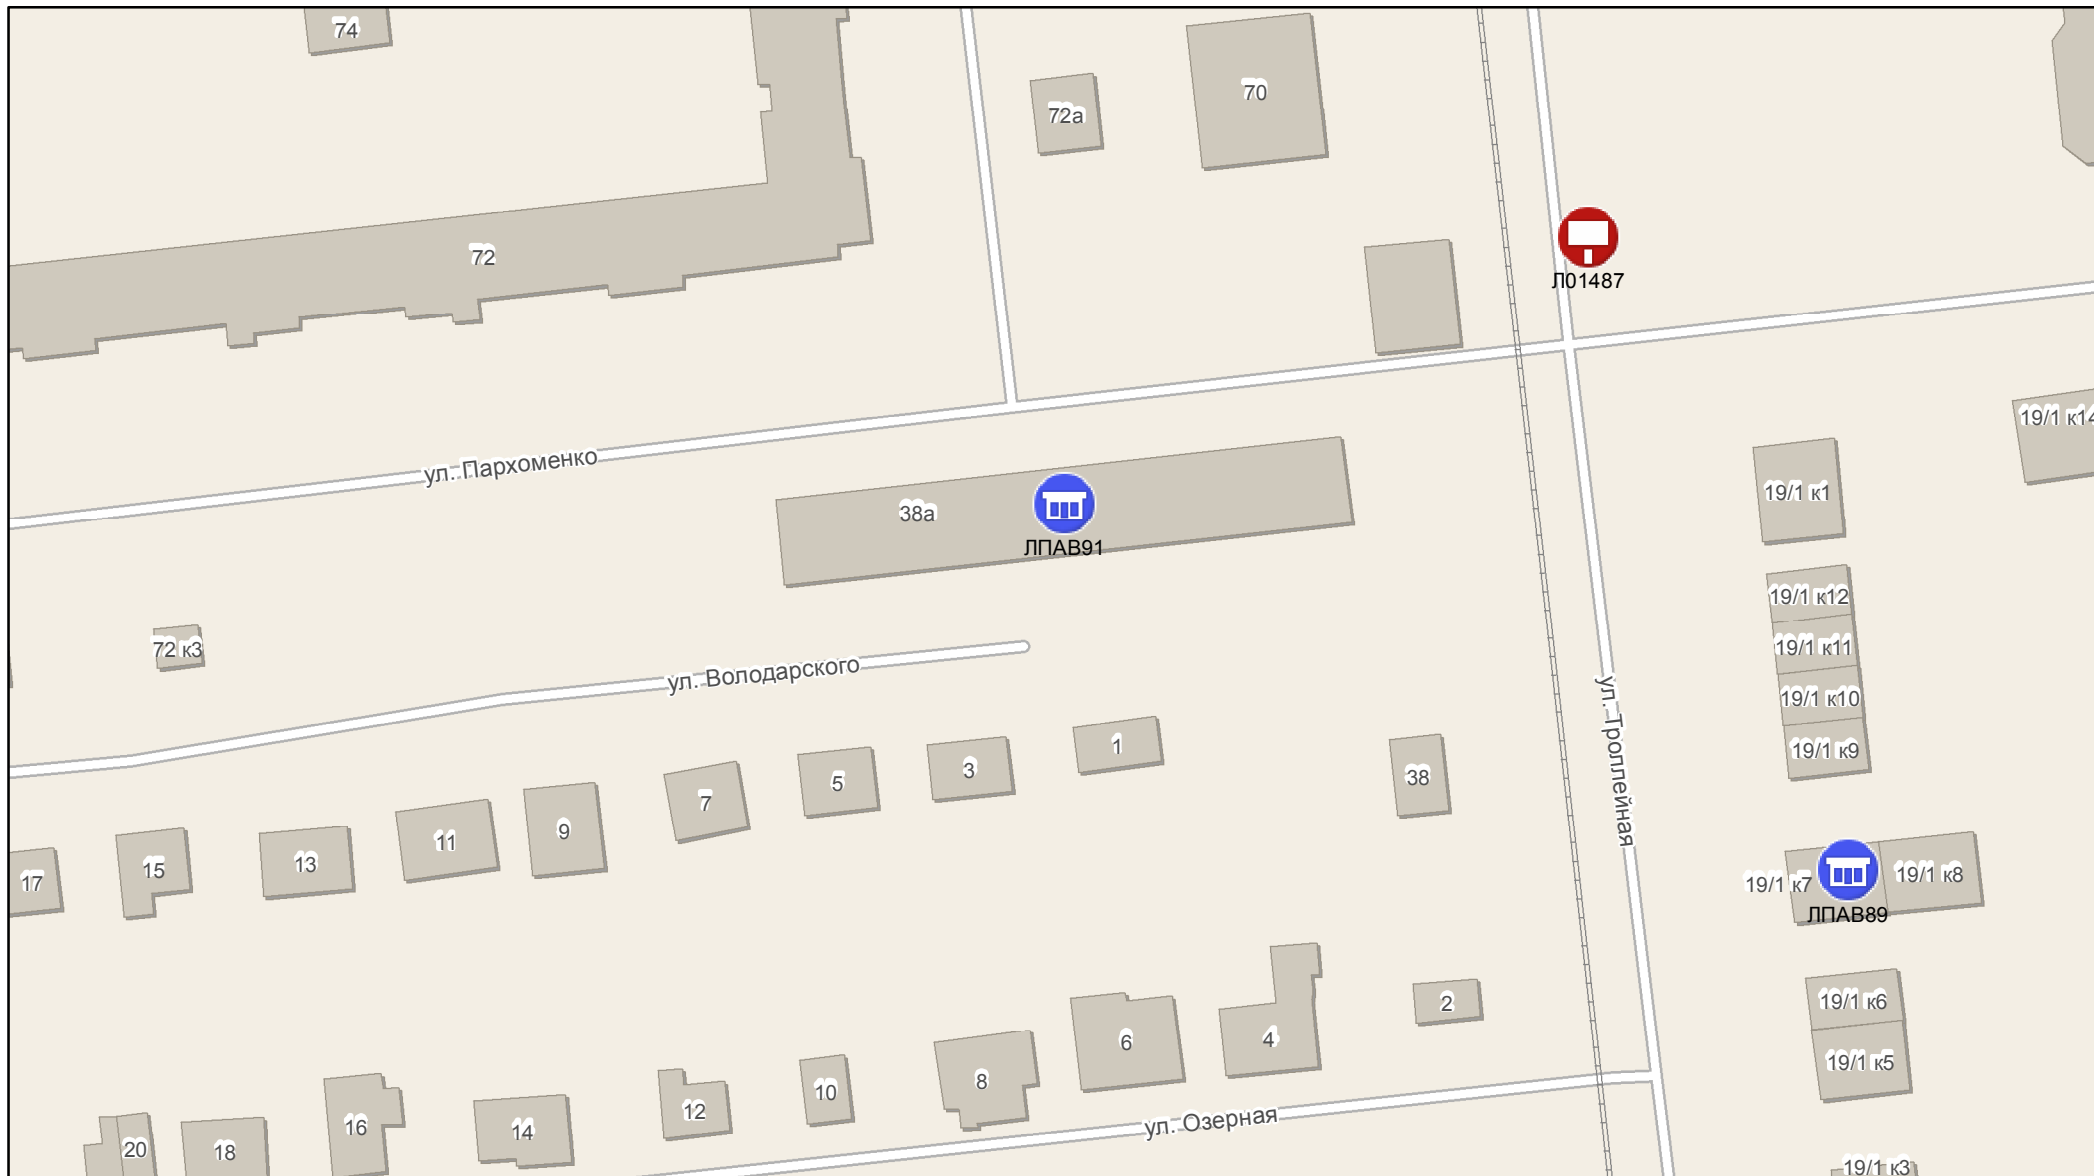 74
70
72а
72
Л01487
19/1 к14
ул. Пархоменко
19/1 к1
38а
ЛПАВ91
19/1 к12
72 к3
19/1 к11
ул. Володарского
19/1 к10
ул. Троллейная
1
19/1 к9
3
38
5
7
9
11
13
15
17
19/1 к7
19/1 к8
ЛПАВ89
19/1 к6
2
4
6
19/1 к5
8
10
12
ул. Озерная
16
14
20
18
19/1 к3